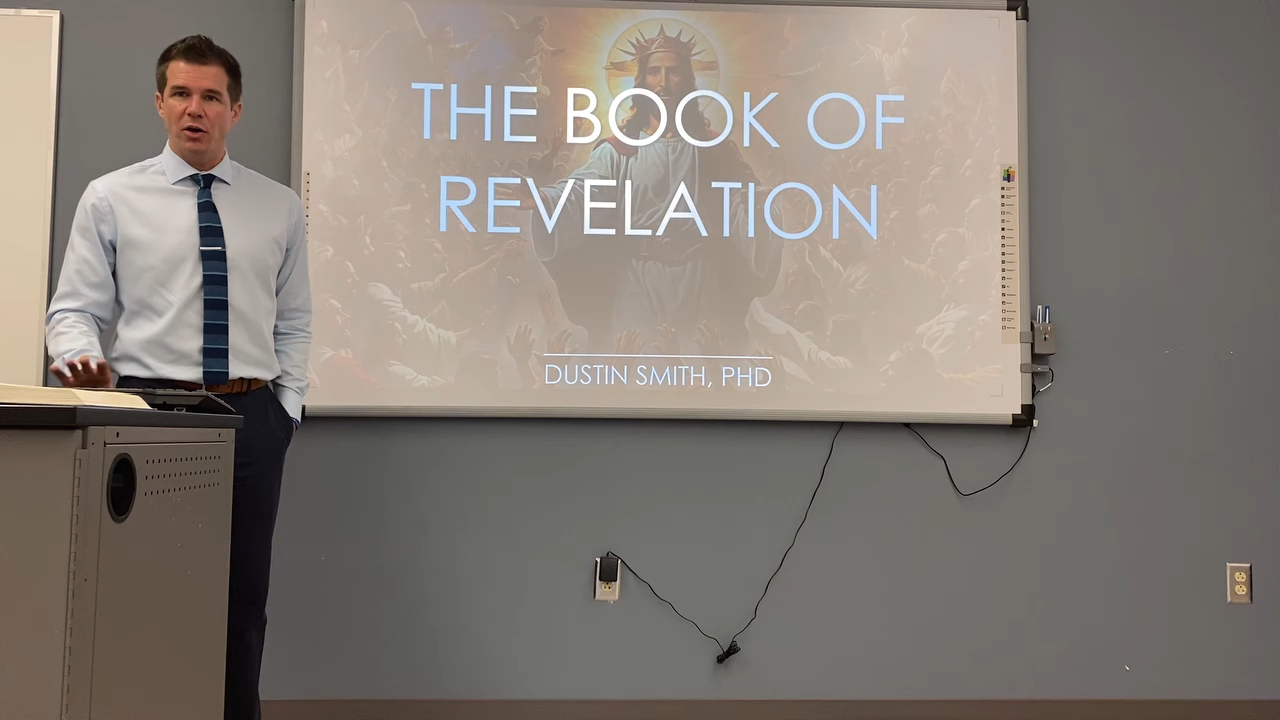 THE BOOK OF
REVELATION
DUSTIN SMITH, PHD